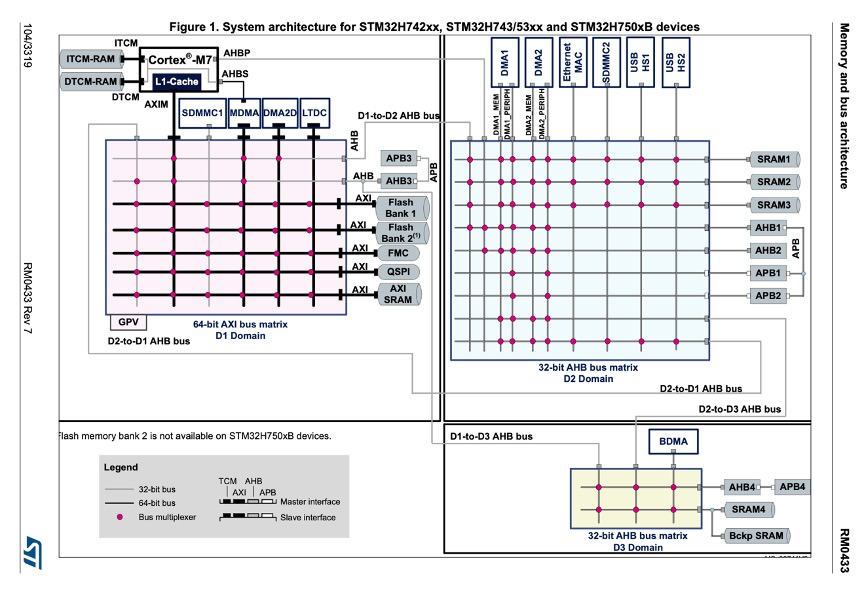 Memory and bus architecture
RM0433
104/3319
RM0433 Rev 7
Figure 1. System architecture for STM32H742xx, STM32H743/53xx and STM32H750xB devices
ITCM
ITCM-RAM
Cortex®-M7
AHBP
DTCM-RAM
L1-Cache
AHBS
DTCM
AXIM
SDMMC1
MDMA
DMA2D
LTDC
D1-to-D2 AHB bus
AHB
APB3
AHB
AHB3
APB
AXI
Flash
Bank 1
AXI
Flash
Bank 2(1)
AXI
FMC
AXI
QSPI
AXI
AXI
SRAM
GPV
64-bit AXI bus matrix
D1 Domain
D2-to-D1 AHB bus
DMA1
DMA2
Ethernet
MAC
SDMMC2
USB
HS1
USB
HS2
DMA1_MEM
DMA1_PERIPH
DMA2_MEM
DMA2_PERIPH
SRAM1
SRAM2
SRAM3
AHB1
AHB2
APB
APB1
APB2
32-bit AHB bus matrix
D2 Domain
D2-to-D1 AHB bus
D2-to-D3 AHB bus
D1-to-D3 AHB bus
BDMA
AHB4
APB4
SRAM4
Bckp SRAM
32-bit AHB bus matrix
D3 Domain
Flash memory bank 2 is not available on STM32H750xB devices.
Legend
32-bit bus
64-bit bus
Bus multiplexer
TCM AHB
AXI APB
Master interface
Slave interface
ST